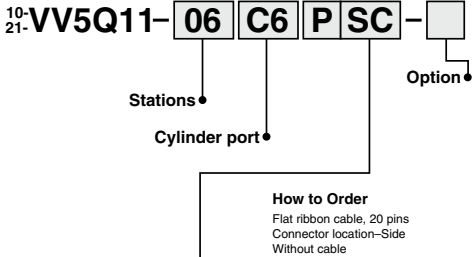 10-
21-VV5Q11– 06 C6 P SC –
Option
Stations
Cylinder port
How to Order
Flat ribbon cable, 20 pins
Connector location–Side
Without cable